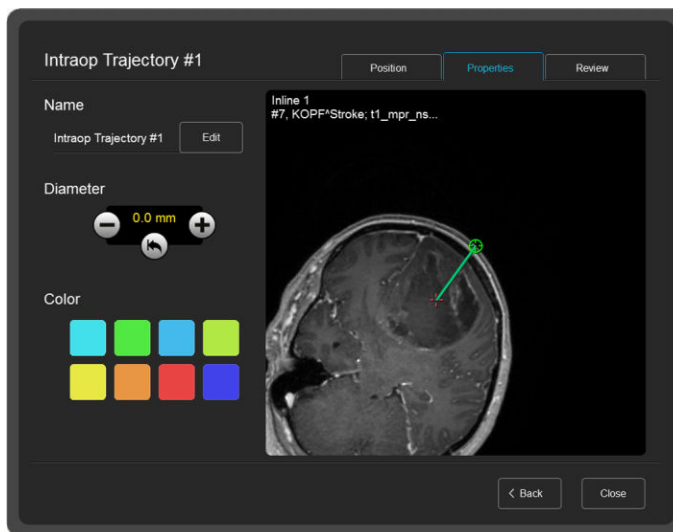 Intraop Trajectory #1
Position
Properties
Review
Name
Intraop Trajectory #1
Edit
Diameter
0.0 mm
Color
Inline 1
#7, KOPF^Stroke; t1_mpr_ns...
Back
Close